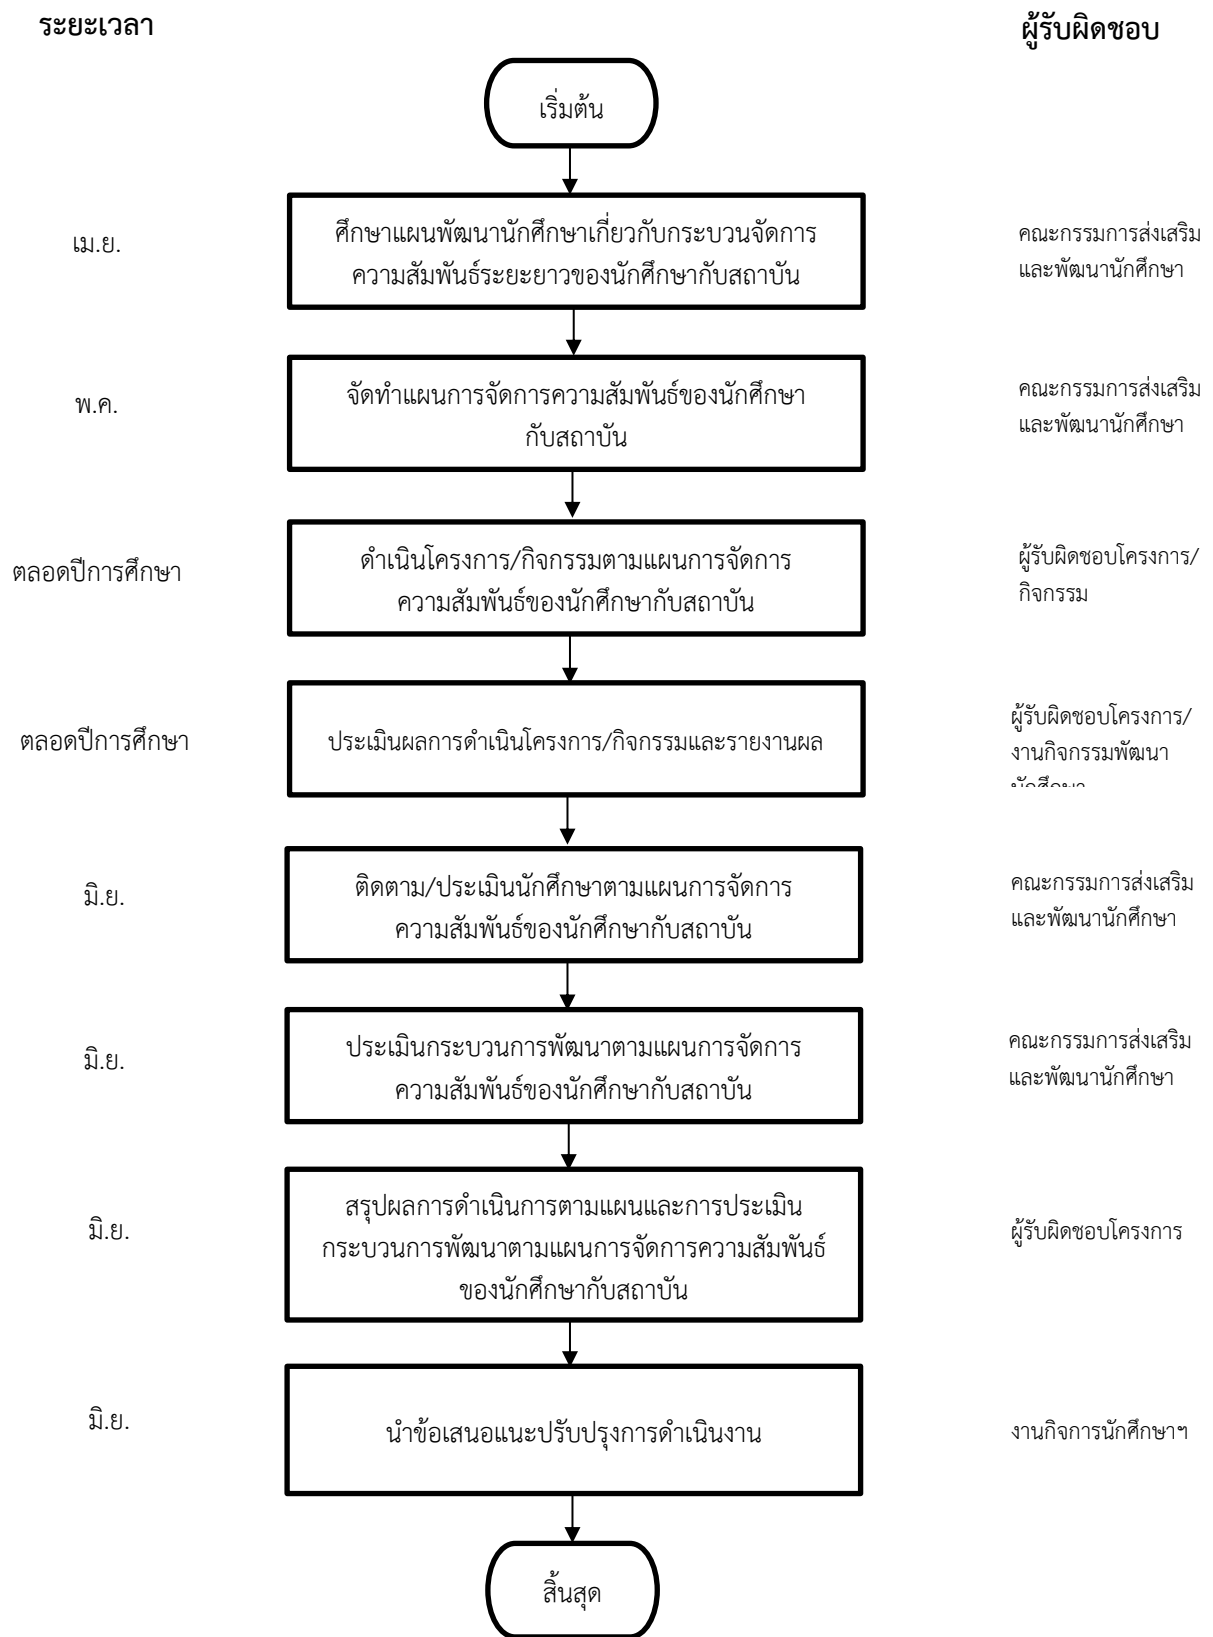 ระยะเวลา
ผู้รับผิดชอบ
เริ่มต้น
เม.ย.
ศึกษาแผนพัฒนานักศึกษาเกี่ยวกับกระบวนจัดการ
ความสัมพันธ์ระยะยาวของนักศึกษากับสถาบัน
คณะกรรมการส่งเสริม
และพัฒนานักศึกษา
พ.ค.
จัดทำแผนการจัดการความสัมพันธ์ของนักศึกษา
กับสถาบัน
คณะกรรมการส่งเสริม
และพัฒนานักศึกษา
ตลอดปีการศึกษา
ดำเนินโครงการ/กิจกรรมตามแผนการจัดการ
ความสัมพันธ์ของนักศึกษากับสถาบัน
ผู้รับผิดชอบโครงการ/
กิจกรรม
ตลอดปีการศึกษา
ประเมินผลการดำเนินโครงการ/กิจกรรมและรายงานผล
ผู้รับผิดชอบโครงการ/
งานกิจกรรมพัฒนา
นักศึกษา
มิ.ย.
ติดตาม/ประเมินนักศึกษาตามแผนการจัดการ
ความสัมพันธ์ของนักศึกษากับสถาบัน
คณะกรรมการส่งเสริม
และพัฒนานักศึกษา
มิ.ย.
ประเมินกระบวนการพัฒนาตามแผนการจัดการ
ความสัมพันธ์ของนักศึกษากับสถาบัน
คณะกรรมการส่งเสริม
และพัฒนานักศึกษา
มิ.ย.
สรุปผลการดำเนินการตามแผนและการประเมิน
กระบวนการพัฒนาตามแผนการจัดการความสัมพันธ์
ของนักศึกษากับสถาบัน
ผู้รับผิดชอบโครงการ
มิ.ย.
นำข้อเสนอแนะปรับปรุงการดำเนินงาน
งานกิจการนักศึกษาฯ
สิ้นสุด